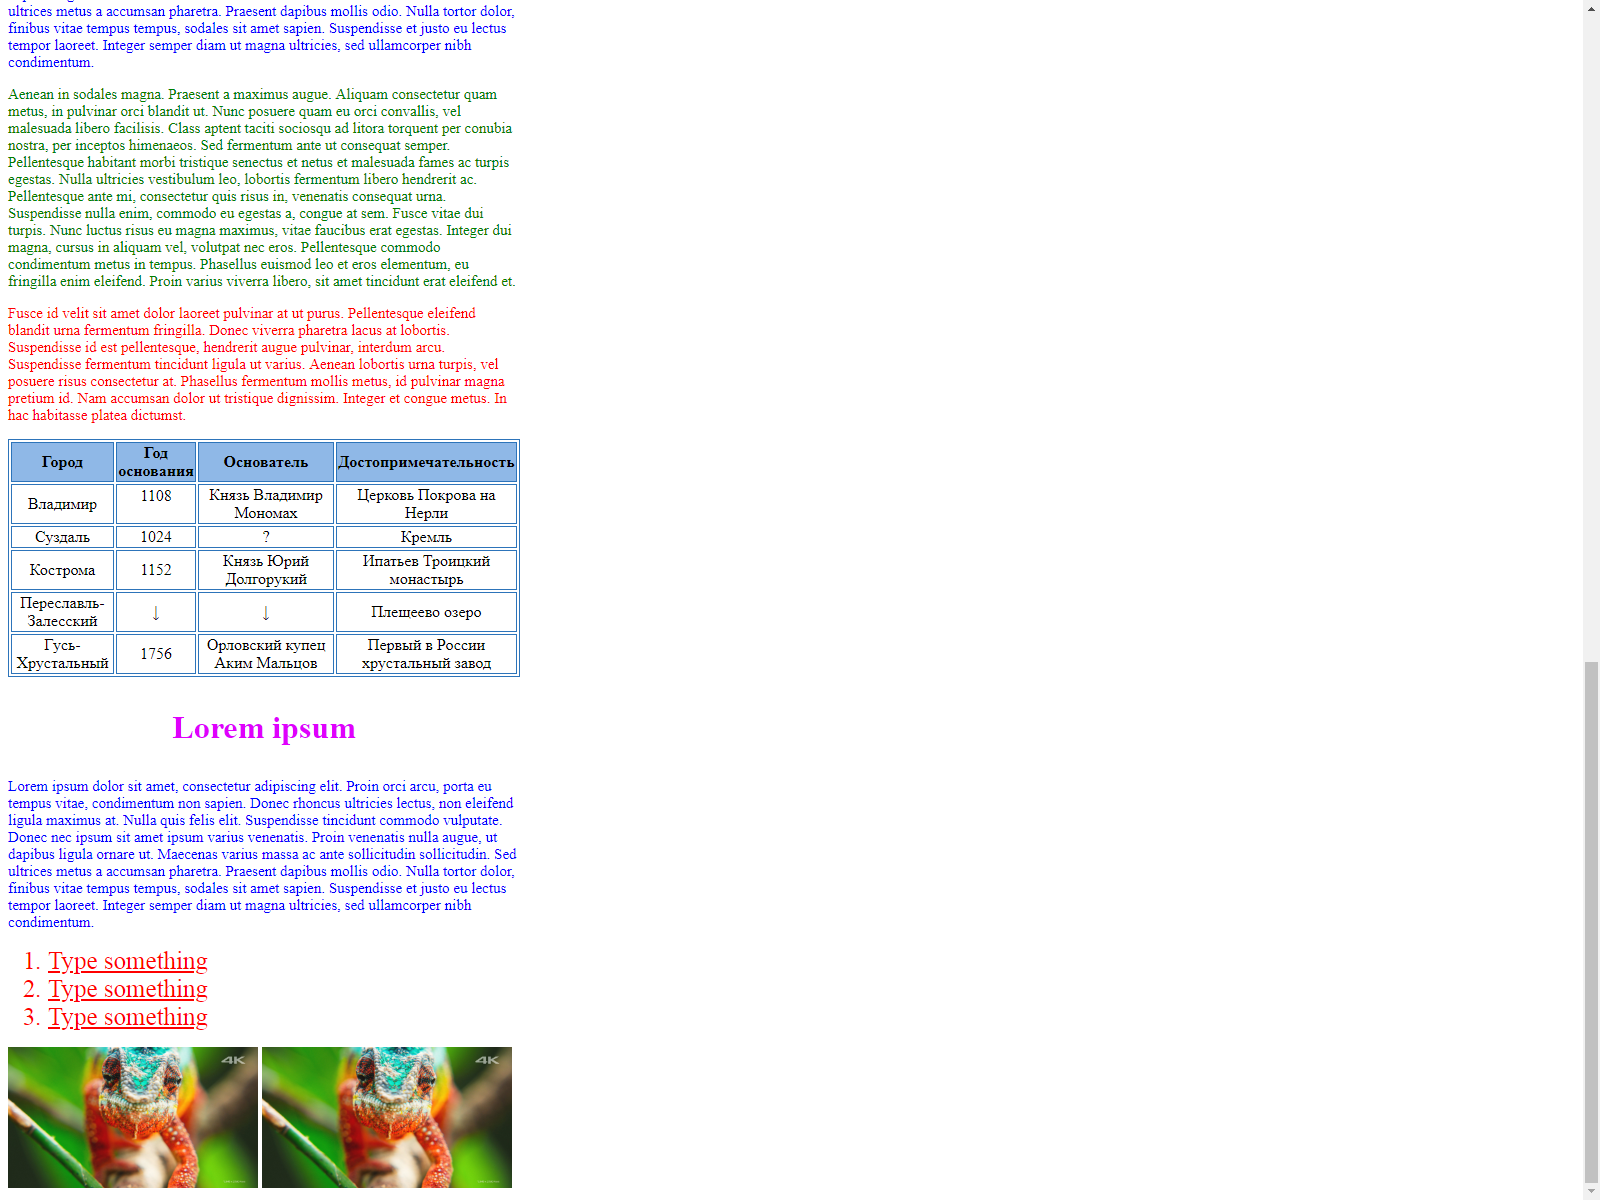 ultrices metus a accumsan pharetra. Praesent dapibus mollis odio. Nulla tortor dolor,
finibus vitae tempus tempus, sodales sit amet sapien. Suspendisse et justo eu lectus
tempor laoreet. Integer semper diam ut magna ultricies, sed ullamcorper nibh
condimentum.
Aenean in sodales magna. Praesent a maximus augue. Aliquam consectetur quam
metus, in pulvinar orci blandit ut. Nunc posuere quam eu orci convallis, vel
malesuada libero facilisis. Class aptent taciti sociosqu ad litora torquent per conubia
nostra, per inceptos himenaeos. Sed fermentum ante ut consequat semper.
Pellentesque habitant morbi tristique senectus et netus et malesuada fames ac turpis
egestas. Nulla ultricies vestibulum leo, lobortis fermentum libero hendrerit ac.
Pellentesque ante mi, consectetur quis risus in, venenatis consequat urna.
Suspendisse nulla enim, commodo eu egestas a, congue at sem. Fusce vitae dui
turpis. Nunc luctus risus eu magna maximus, vitae faucibus erat egestas. Integer dui
magna, cursus in aliquam vel, volutpat nec eros. Pellentesque commodo
condimentum metus in tempus. Phasellus euismod leo et eros elementum, eu
fringilla enim eleifend. Proin varius viverra libero, sit amet tincidunt erat eleifend et.
Fusce id velit sit amet dolor laoreet pulvinar at ut purus. Pellentesque eleifend
blandit urna fermentum fringilla. Donec viverra pharetra lacus at lobortis.
Suspendisse id est pellentesque, hendrerit augue pulvinar, interdum arcu.
Suspendisse fermentum tincidunt ligula ut varius. Aenean lobortis urna turpis, vel
posuere risus consectetur at. Phasellus fermentum mollis metus, id pulvinar magna
pretium id. Nam accumsan dolor ut tristique dignissim. Integer et congue metus. In
hac habitasse platea dictumst.
Город Год основания Основатель Достопримечательность
Владимир 1108 Князь Владимир Мономах Церковь Покрова на Нерли
Суздаль 1024 ? Кремль
Кострома 1152 Князь Юрий Долгорукий Ипатьев Троицкий монастырь
Переславль-Залесский ↓ ↓ Плещеево озеро
Гусь-Хрустальный 1756 Орловский купец Аким Мальцов Первый в России хрустальный завод
Lorem ipsum
Lorem ipsum dolor sit amet, consectetur adipiscing elit. Proin orci arcu, porta eu
tempus vitae, condimentum non sapien. Donec rhoncus ultricies lectus, non eleifend
ligula maximus at. Nulla quis felis elit. Suspendisse tincidunt commodo vulputate.
Donec nec ipsum sit amet ipsum varius venenatis. Proin venenatis nulla augue, ut
dapibus ligula ornare ut. Maecenas varius massa ac ante sollicitudin sollicitudin. Sed
ultrices metus a accumsan pharetra. Praesent dapibus mollis odio. Nulla tortor dolor,
finibus vitae tempus tempus, sodales sit amet sapien. Suspendisse et justo eu lectus
tempor laoreet. Integer semper diam ut magna ultricies, sed ullamcorper nibh
condimentum.
1. Type something
2. Type something
3. Type something
4K 4K